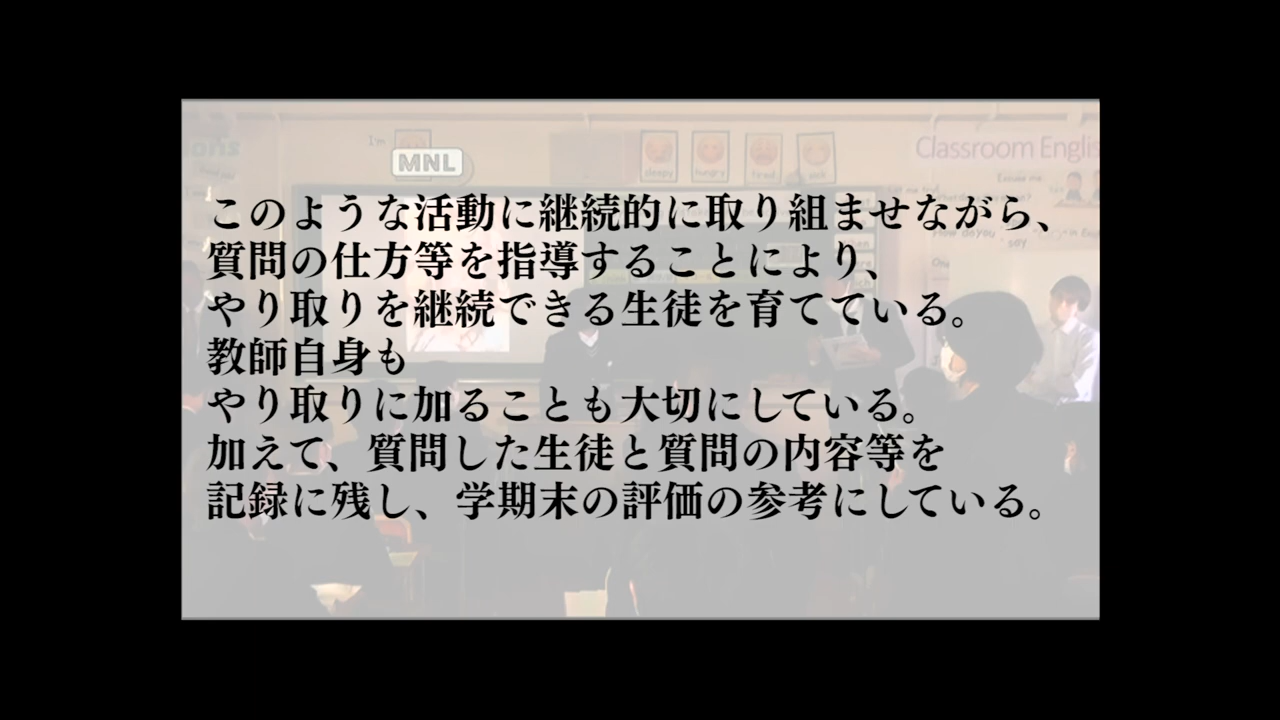 MNL
Classroom Englis
sleepy
hungry
tired
sick
I'm
このような活動に継続的に取り組ませながら、
質問の仕方等を指導することにより、
やり取りを継続できる生徒を育てている。
教師自身も
やり取りに加ることも大切にしている。
加えて、質問した生徒と質問の内容等を
記録に残し、学期末の評価の参考にしている。